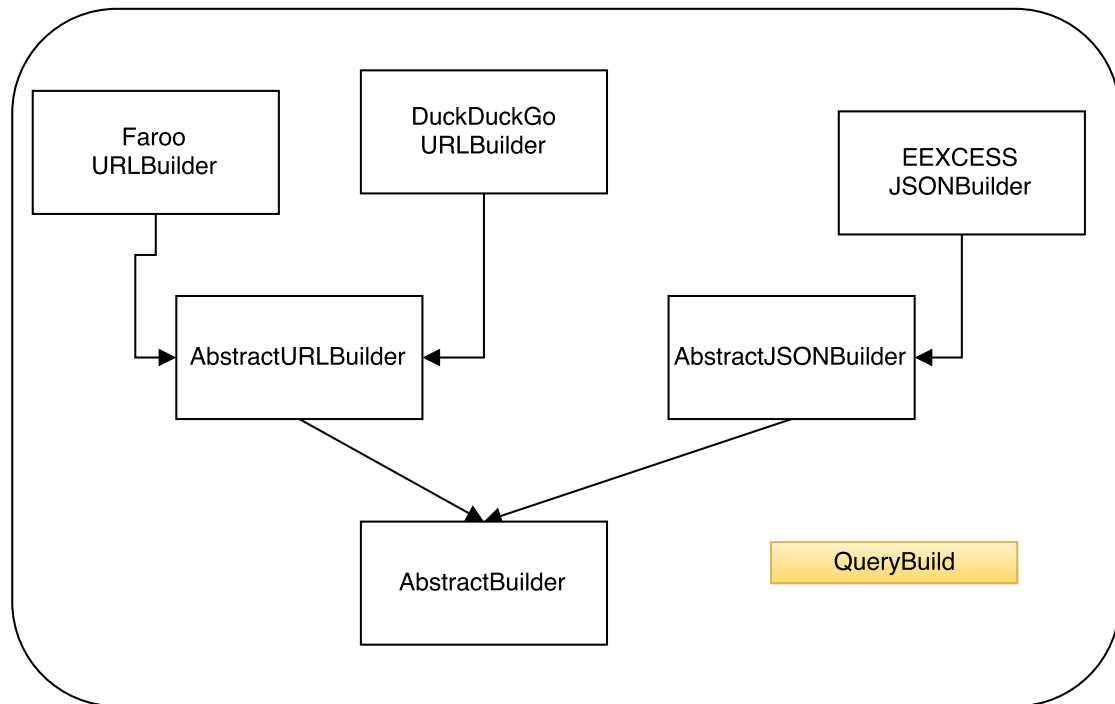 Faroo
URLBuilder
DuckDuckGo
URLBuilder
EEXCESS
JSONBuilder
AbstractURLBuilder
AbstractJSONBuilder
AbstractBuilder
QueryBuild